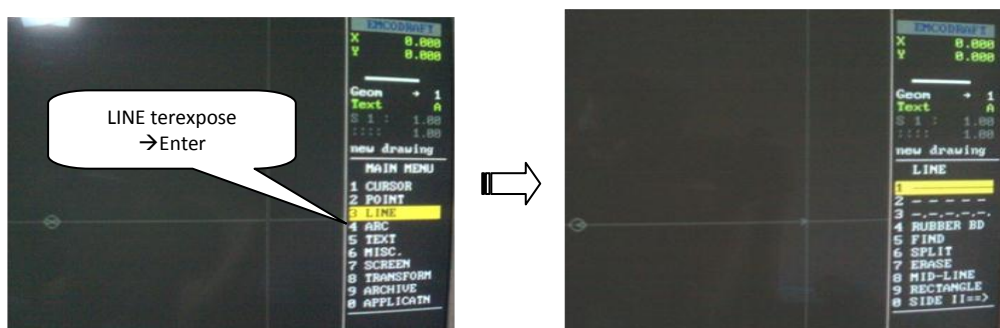 LINE terexpose
→Enter
EMCODRAFT
X 0.000
Y 0.000
Geom → 1
Text A
S 1 : 1.00
:::: 1.00
new drawing
MAIN MENU
1 CURSOR
2 POINT
3 LINE
4 ARC
5 TEXT
6 MISC.
7 SCREEN
8 TRANSFORM
9 ARCHIVE
0 APPLICATN
EMCODRAFT
X 0.000
Y 0.000
Geom → 1
Text A
S 1 : 1.00
:::: 1.00
new drawing
LINE
1 ————————
2 – – – – –
3 –.–.–.–.–.
4 RUBBER BD
5 FIND
6 SPLIT
7 ERASE
8 MID-LINE
9 RECTANGLE
0 SIDE II==>